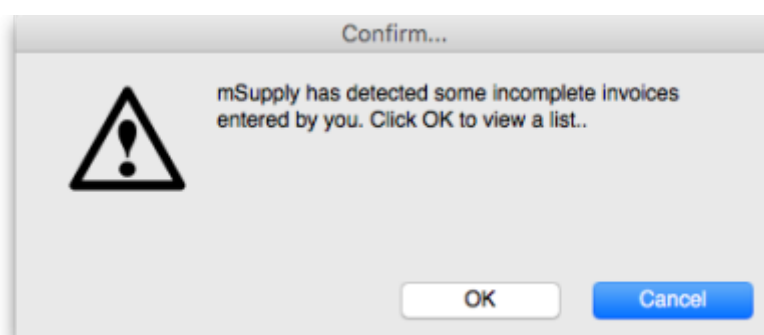 Confirm...
mSupply has detected some incomplete invoices
entered by you. Click OK to view a list..
OK
Cancel